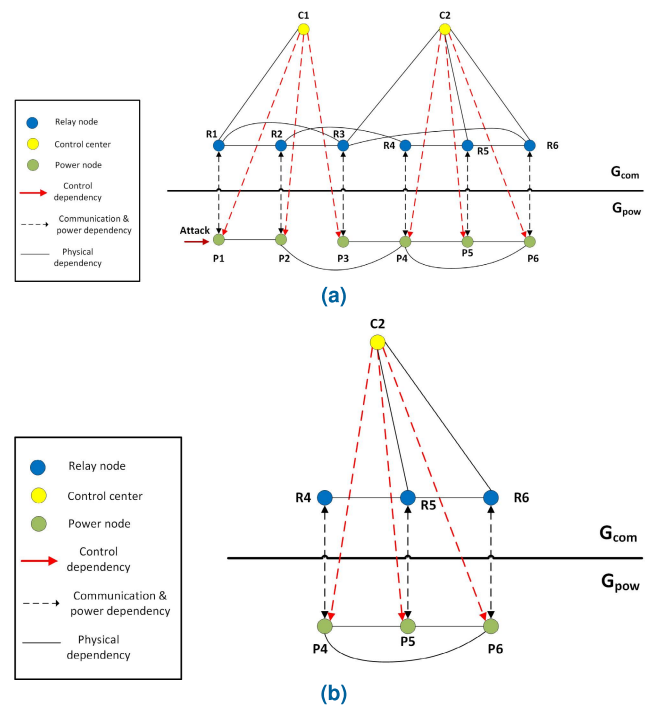 C1
C2
R1
R2
R3
R4
R5
R6
Relay node
Control center
Power node
Control
dependency
Communication &
power dependency
Physical
dependency
Gcom
Gpow
Attack
P1
P2
P3
P4
P5
P6
(a)
C2
Relay node
Control center
Power node
Control
dependency
Communication &
power dependency
Physical
dependency
R4
R5
R6
Gcom
Gpow
P4
P5
P6
(b)